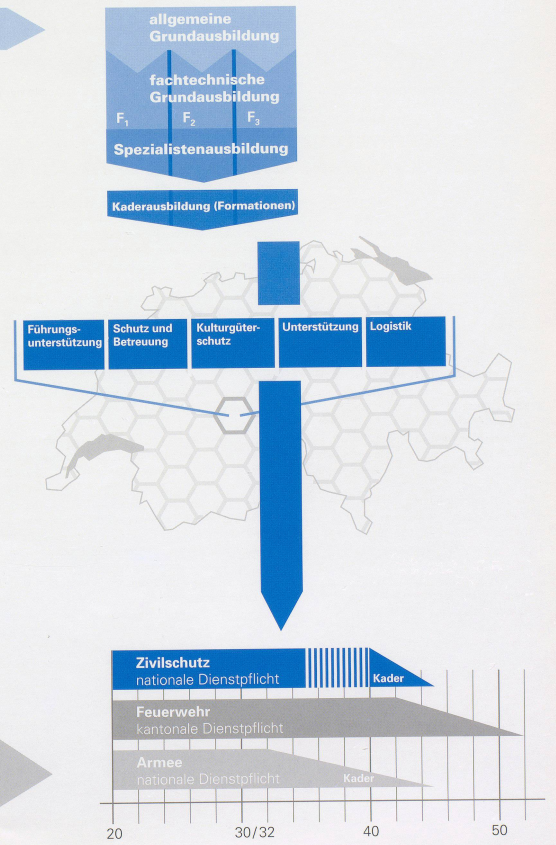 allgemeine
Grundausbildung
fachtechnische
Grundausbildung
F1 F2 F3
Spezialistenausbildung
Kaderausbildung (Formationen)
Führungs-
unterstützung
Schutz und
Betreuung
Kulturgüter-
schutz
Unterstützung
Logistik
Zivilschutz
nationale Dienstpflicht
Kader
Feuerwehr
kantonale Dienstpflicht
Armee
nationale Dienstpflicht
Kader
20 30/32 40 50